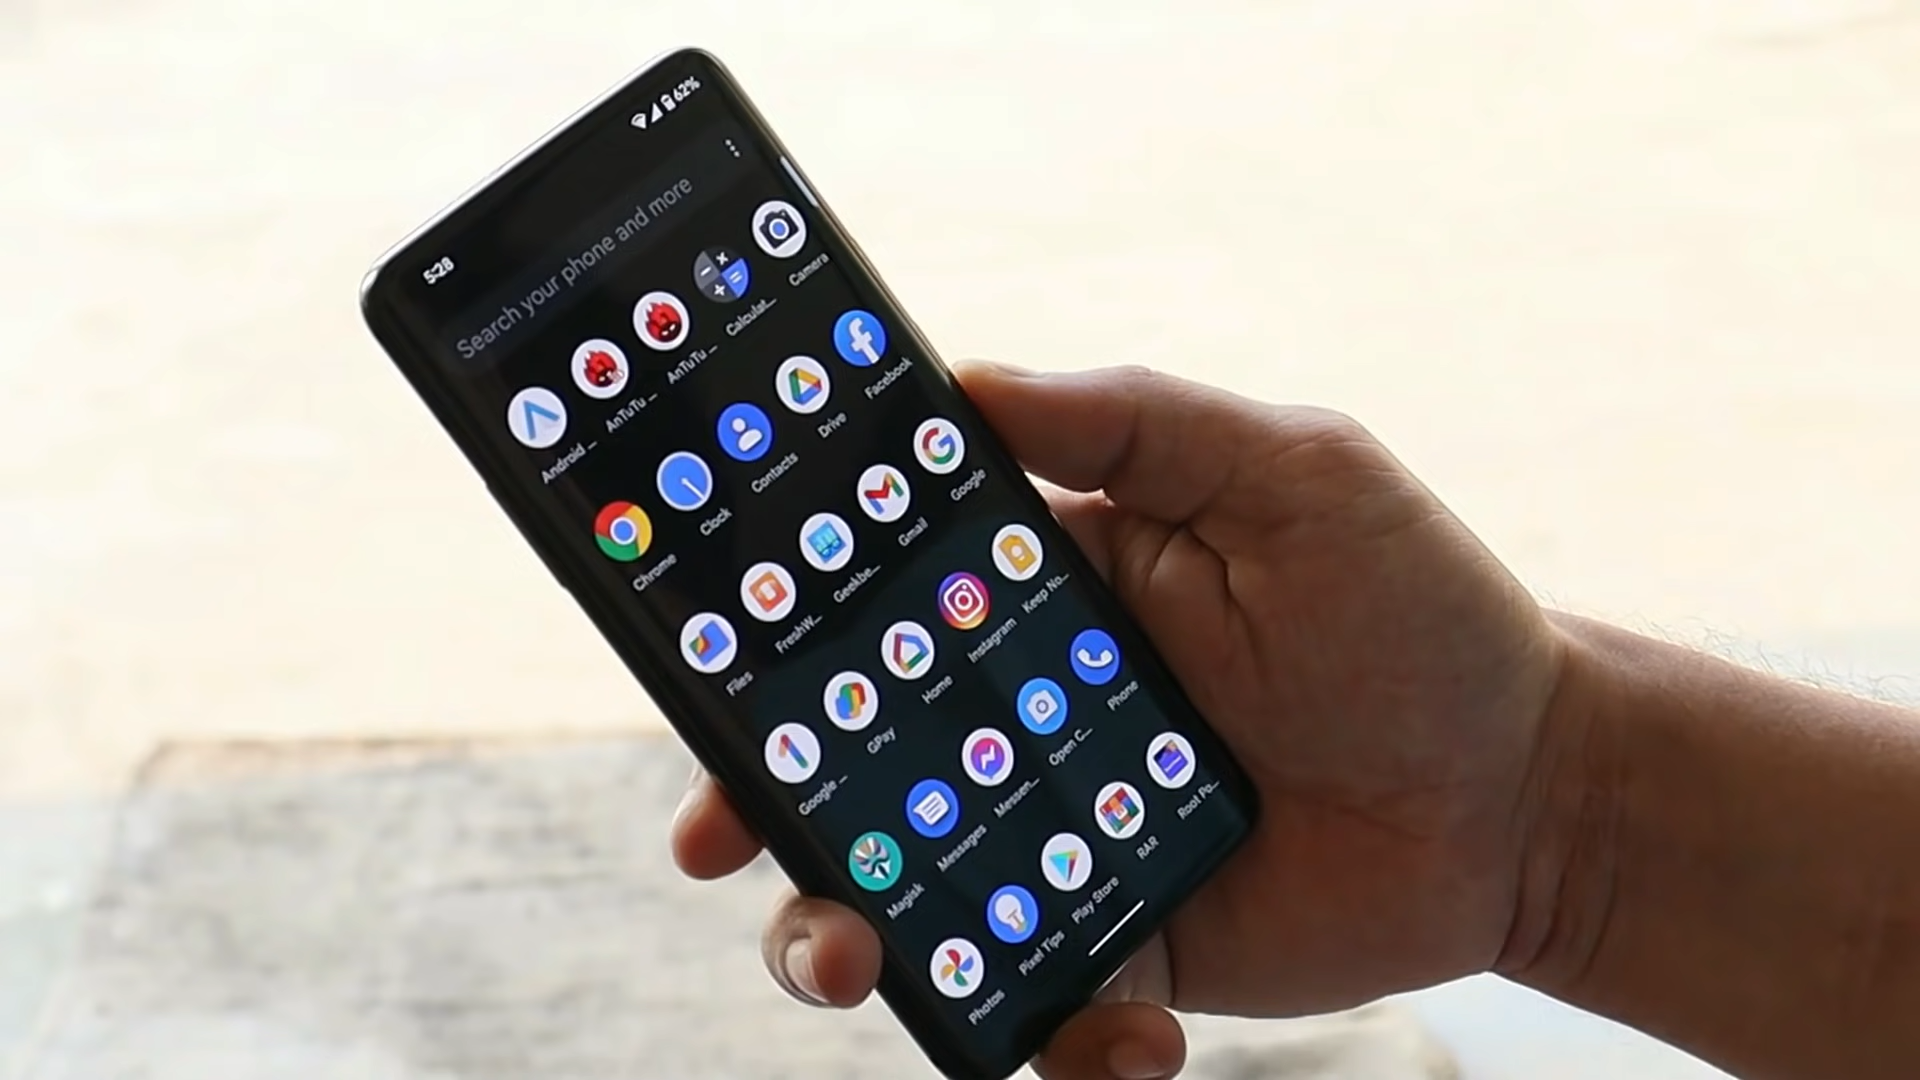 5:28
62%
Search your phone and more
Android ...
AnTuTu ...
AnTuTu ...
Calculat...
Camera
Chrome
Clock
Contacts
Drive
Facebook
Files
FreshW...
Geekbe...
Gmail
Google
Google ...
GPay
Home
Instagram
Keep No...
Magisk
Messages
Messen...
Open C...
Phone
Photos
Pixel Tips
Play Store
RAR
Root Po...